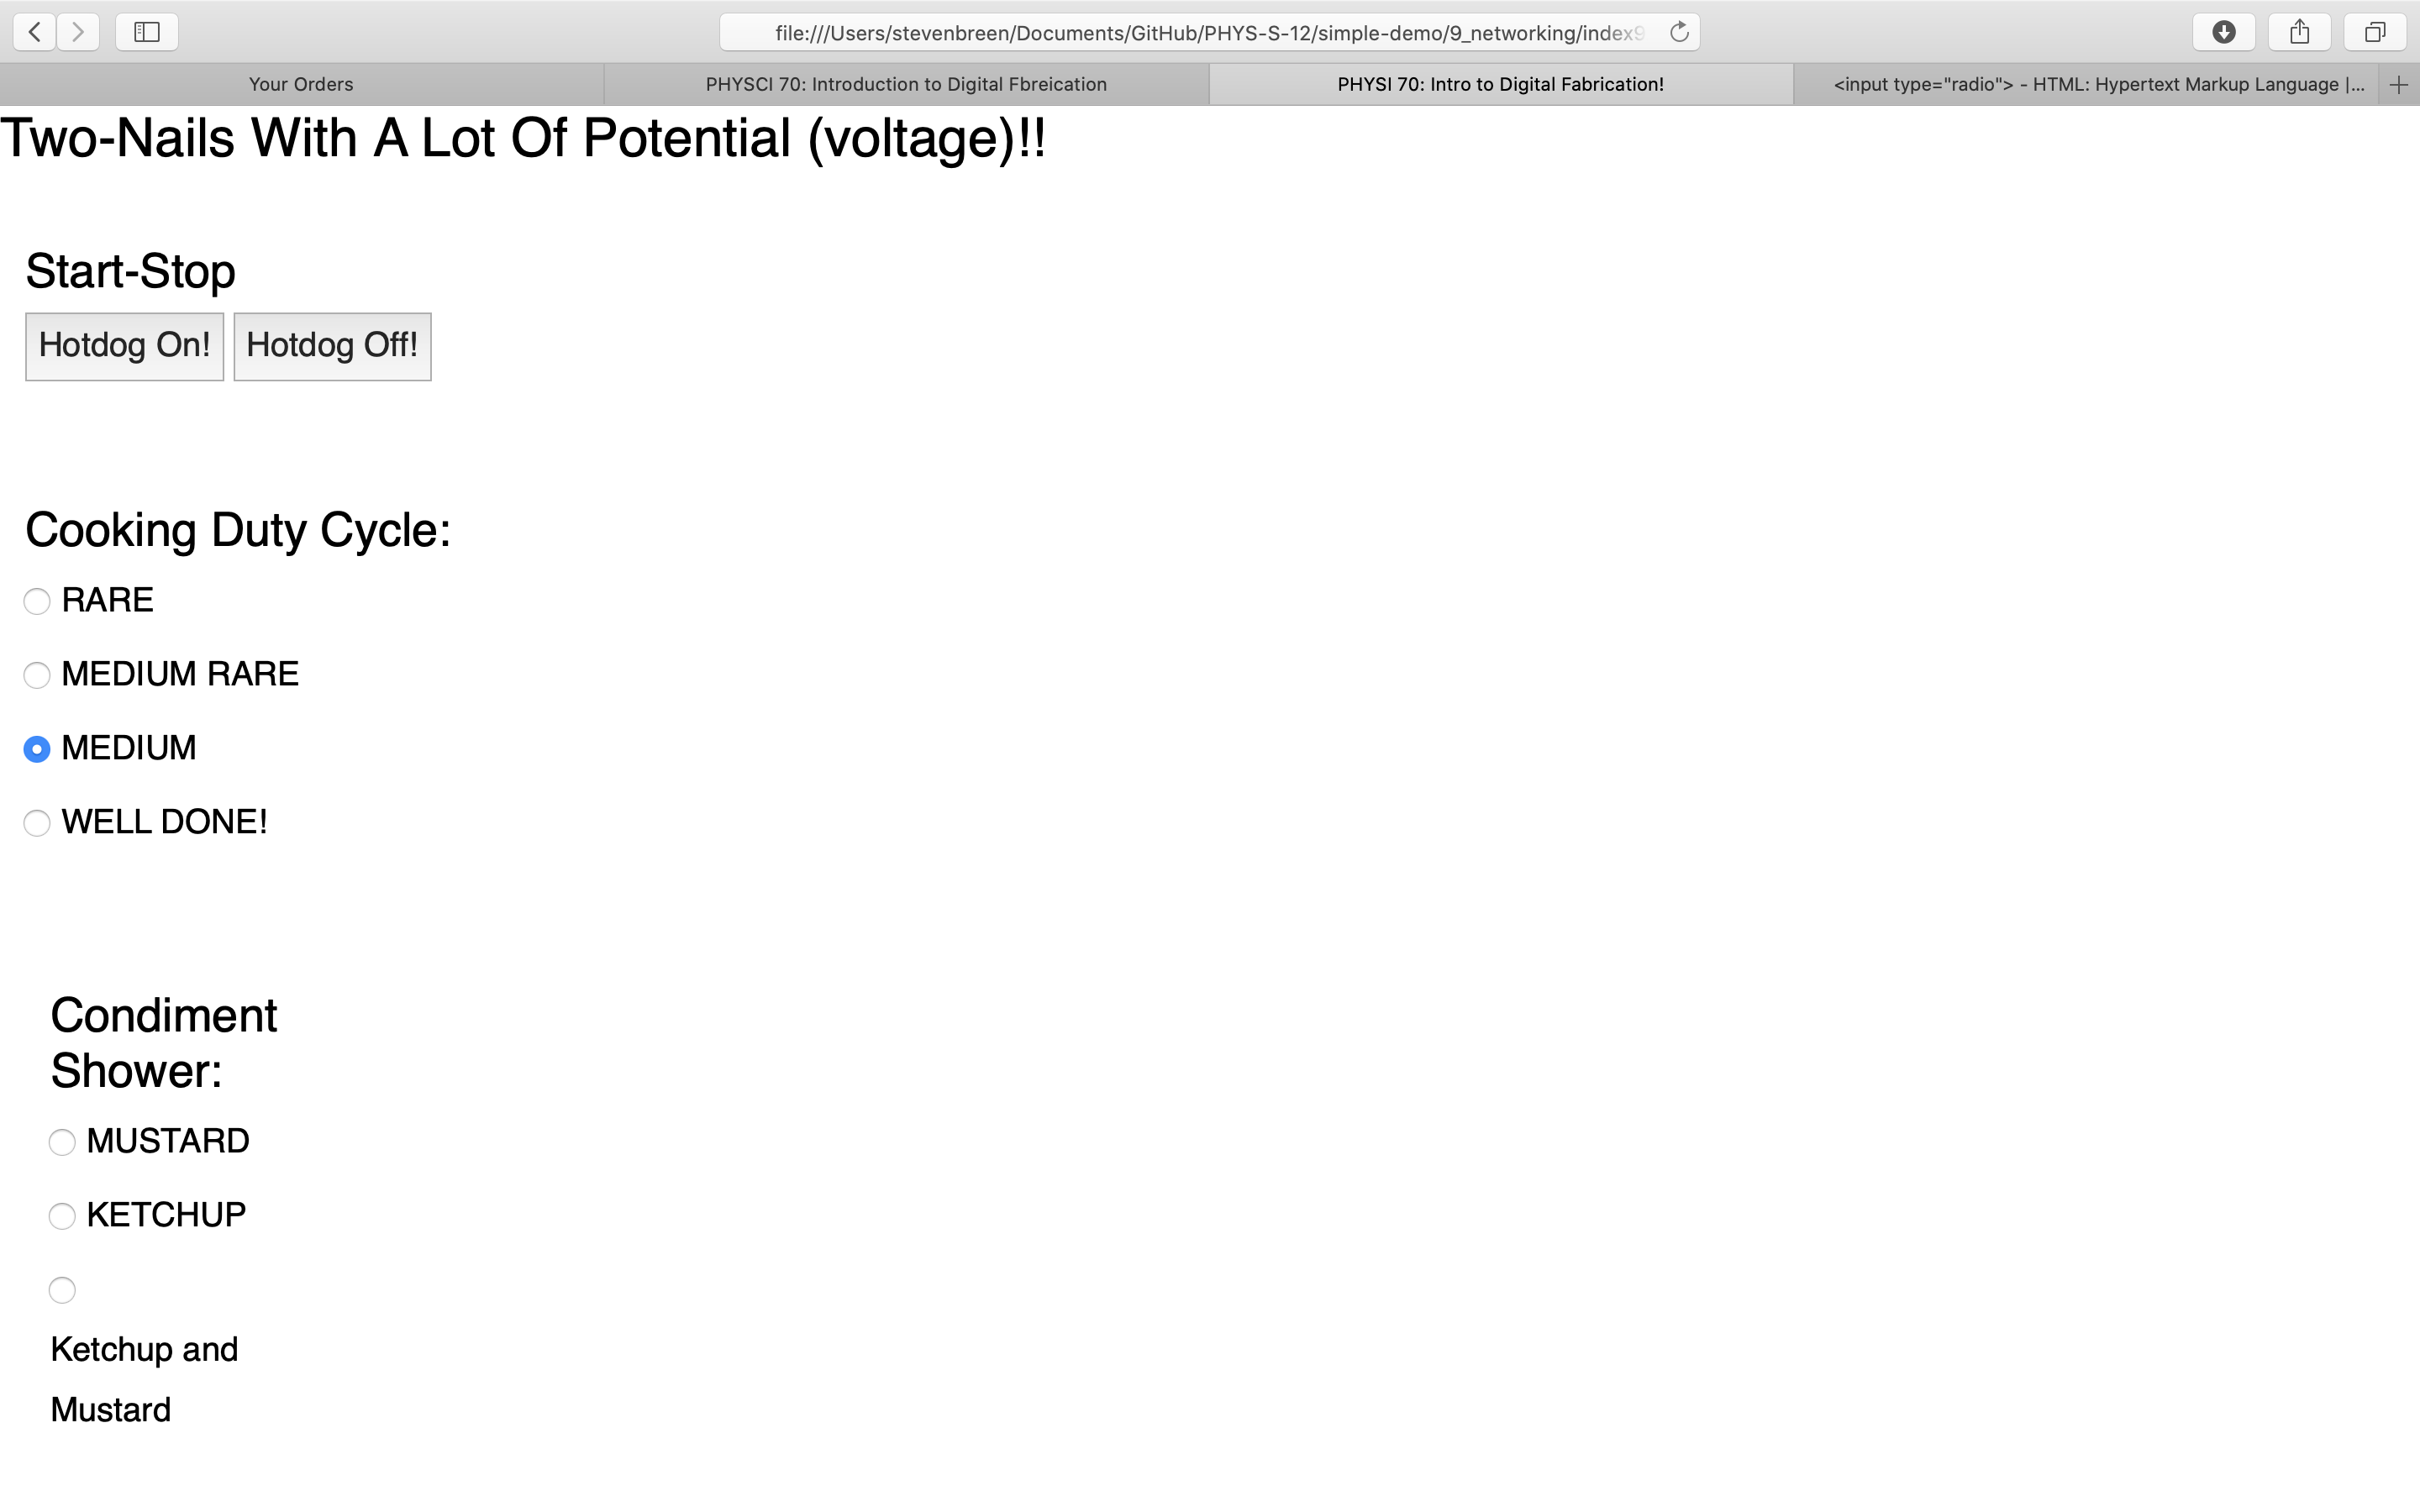 file:///Users/stevenbreen/Documents/GitHub/PHYS-S-12/simple-demo/9_networking/index9
Your Orders
PHYSCI 70: Introduction to Digital Fbreication
PHYSI 70: Intro to Digital Fabrication!
<input type="radio"> - HTML: Hypertext Markup Language |...
Two-Nails With A Lot Of Potential (voltage)!!
Start-Stop
Hotdog On! Hotdog Off!
Cooking Duty Cycle:
RARE
MEDIUM RARE
MEDIUM
WELL DONE!
Condiment
Shower:
MUSTARD
KETCHUP
Ketchup and
Mustard